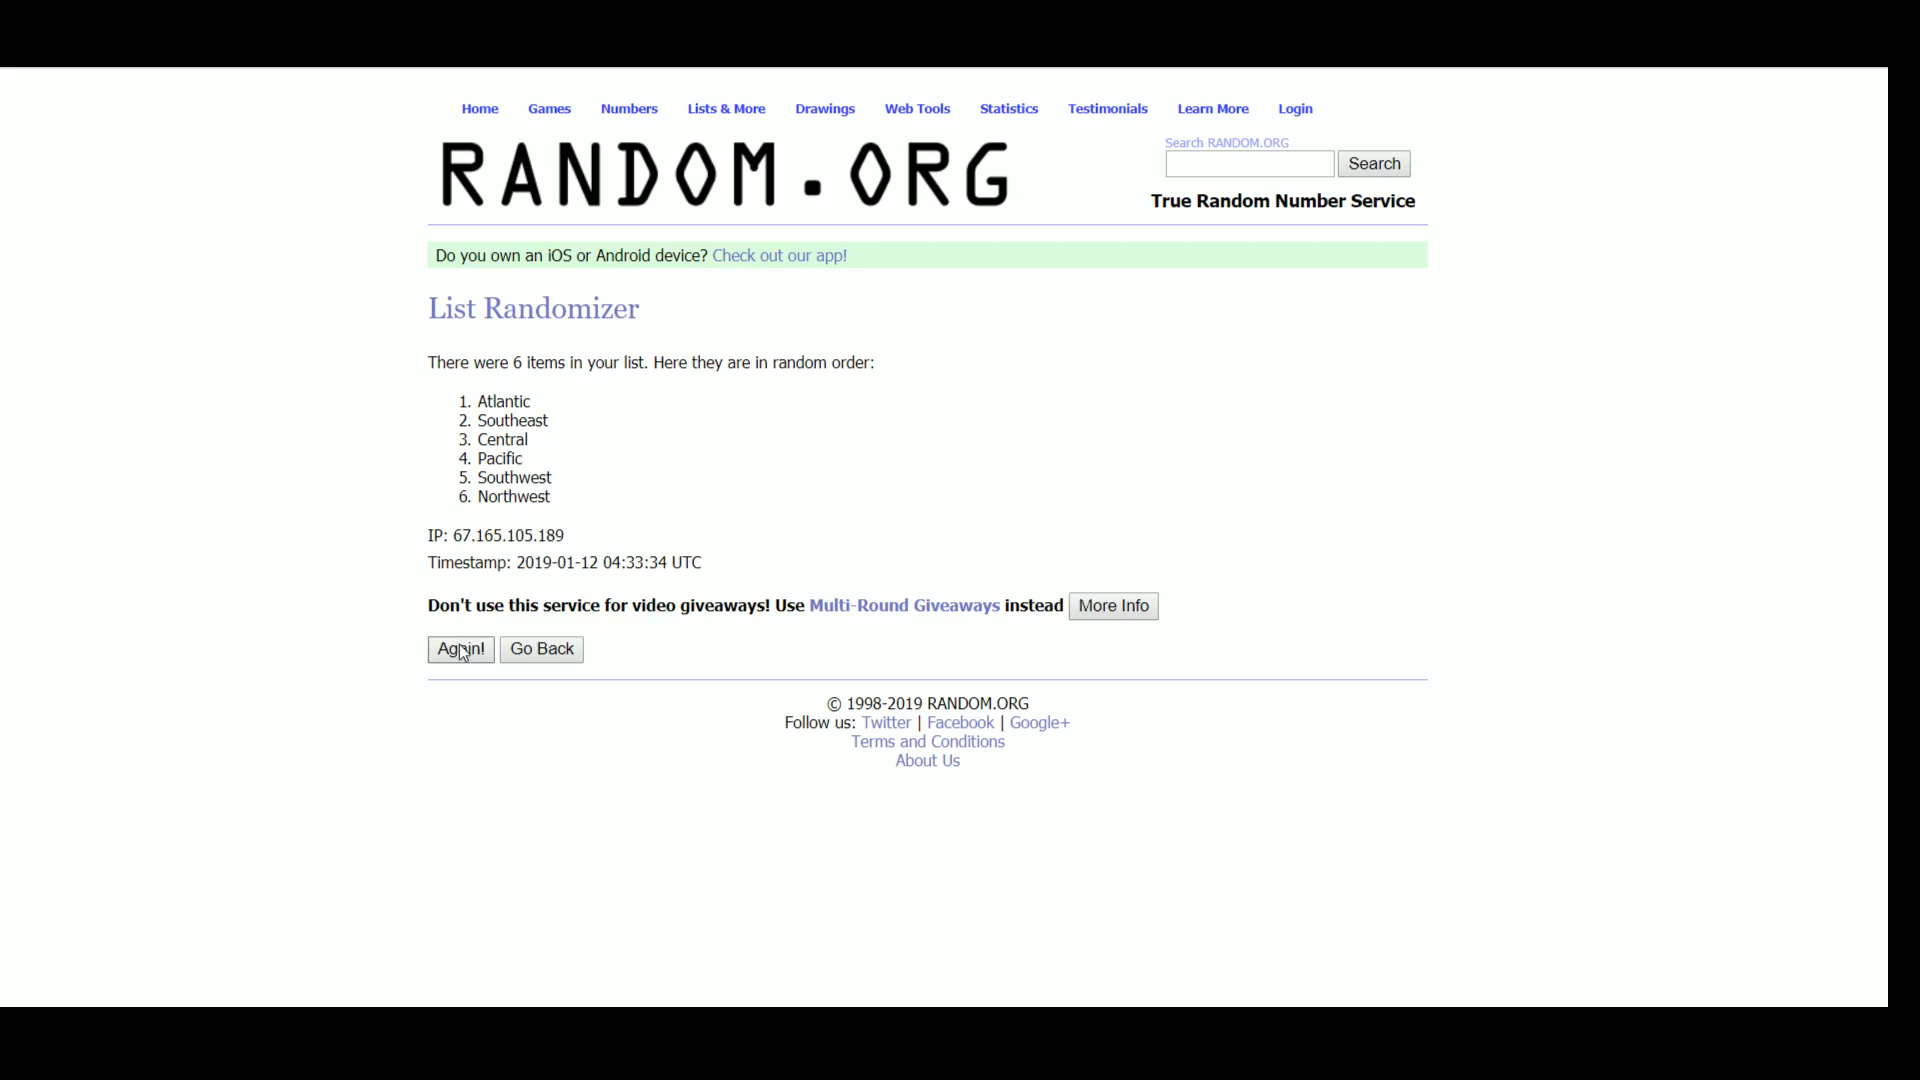 Home Games Numbers Lists & More Drawings Web Tools Statistics Testimonials Learn More Login
RANDOM.ORG
Search RANDOM.ORG
Search
True Random Number Service
Do you own an iOS or Android device? Check out our app!
List Randomizer
There were 6 items in your list. Here they are in random order:
1. Atlantic
2. Southeast
3. Central
4. Pacific
5. Southwest
6. Northwest
IP: 67.165.105.189
Timestamp: 2019-01-12 04:33:34 UTC
Don't use this service for video giveaways! Use Multi-Round Giveaways instead More Info
Again! Go Back
© 1998-2019 RANDOM.ORG
Follow us: Twitter | Facebook | Google+
Terms and Conditions
About Us